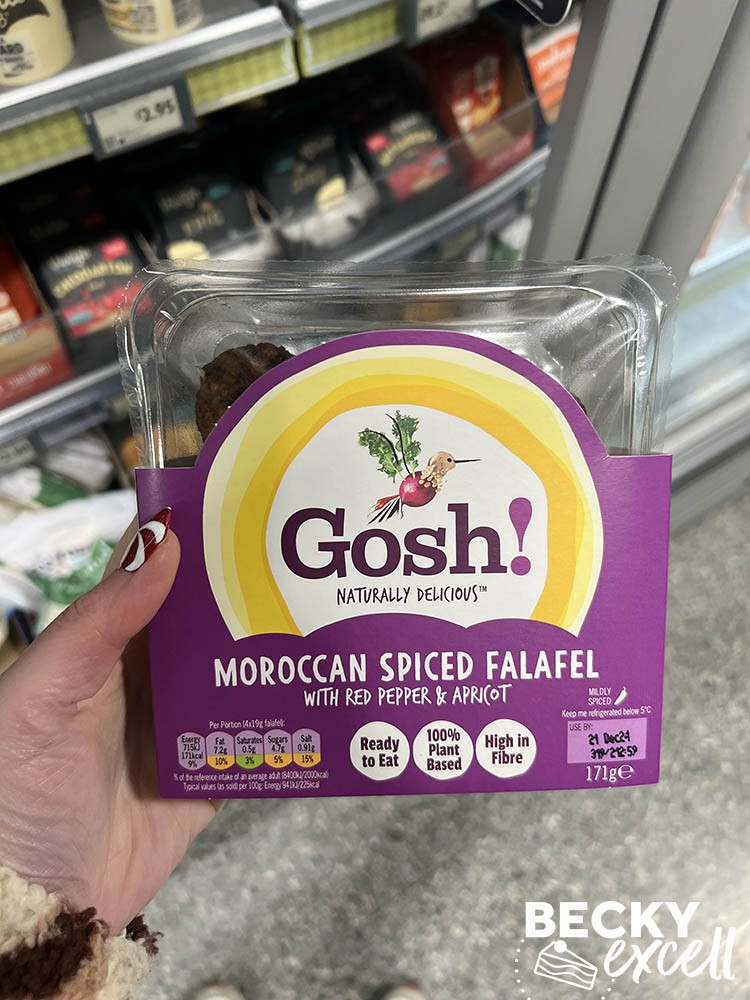 £2.95
Gosh!
NATURALLY DELICIOUS™
MOROCCAN SPICED FALAFEL
WITH RED PEPPER & APRICOT
MILDLY
SPICED
Keep me refrigerated below 5°C
Per Portion (4x19g falafel):
Energy
715kJ
171kcal
9%
Fat
7.2g
10%
Saturates
0.5g
3%
Sugars
4.7g
5%
Salt
0.91g
15%
% of the reference intake of an average adult (8400kJ/2000kcal)
Typical values (as sold) per 100g: Energy 941kJ/225kcal
Ready
to Eat
100%
Plant
Based
High in
Fibre
USE BY:
21 Dec24
171g℮
BECKY
excell